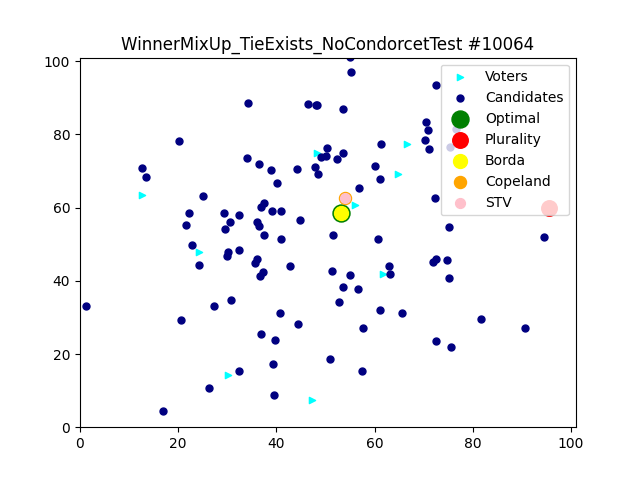 WinnerMixUp_TieExists_NoCondorcetTest #10064
100
80
60
40
20
0
0
20
40
60
80
100
Voters
Candidates
Optimal
Plurality
Borda
Copeland
STV